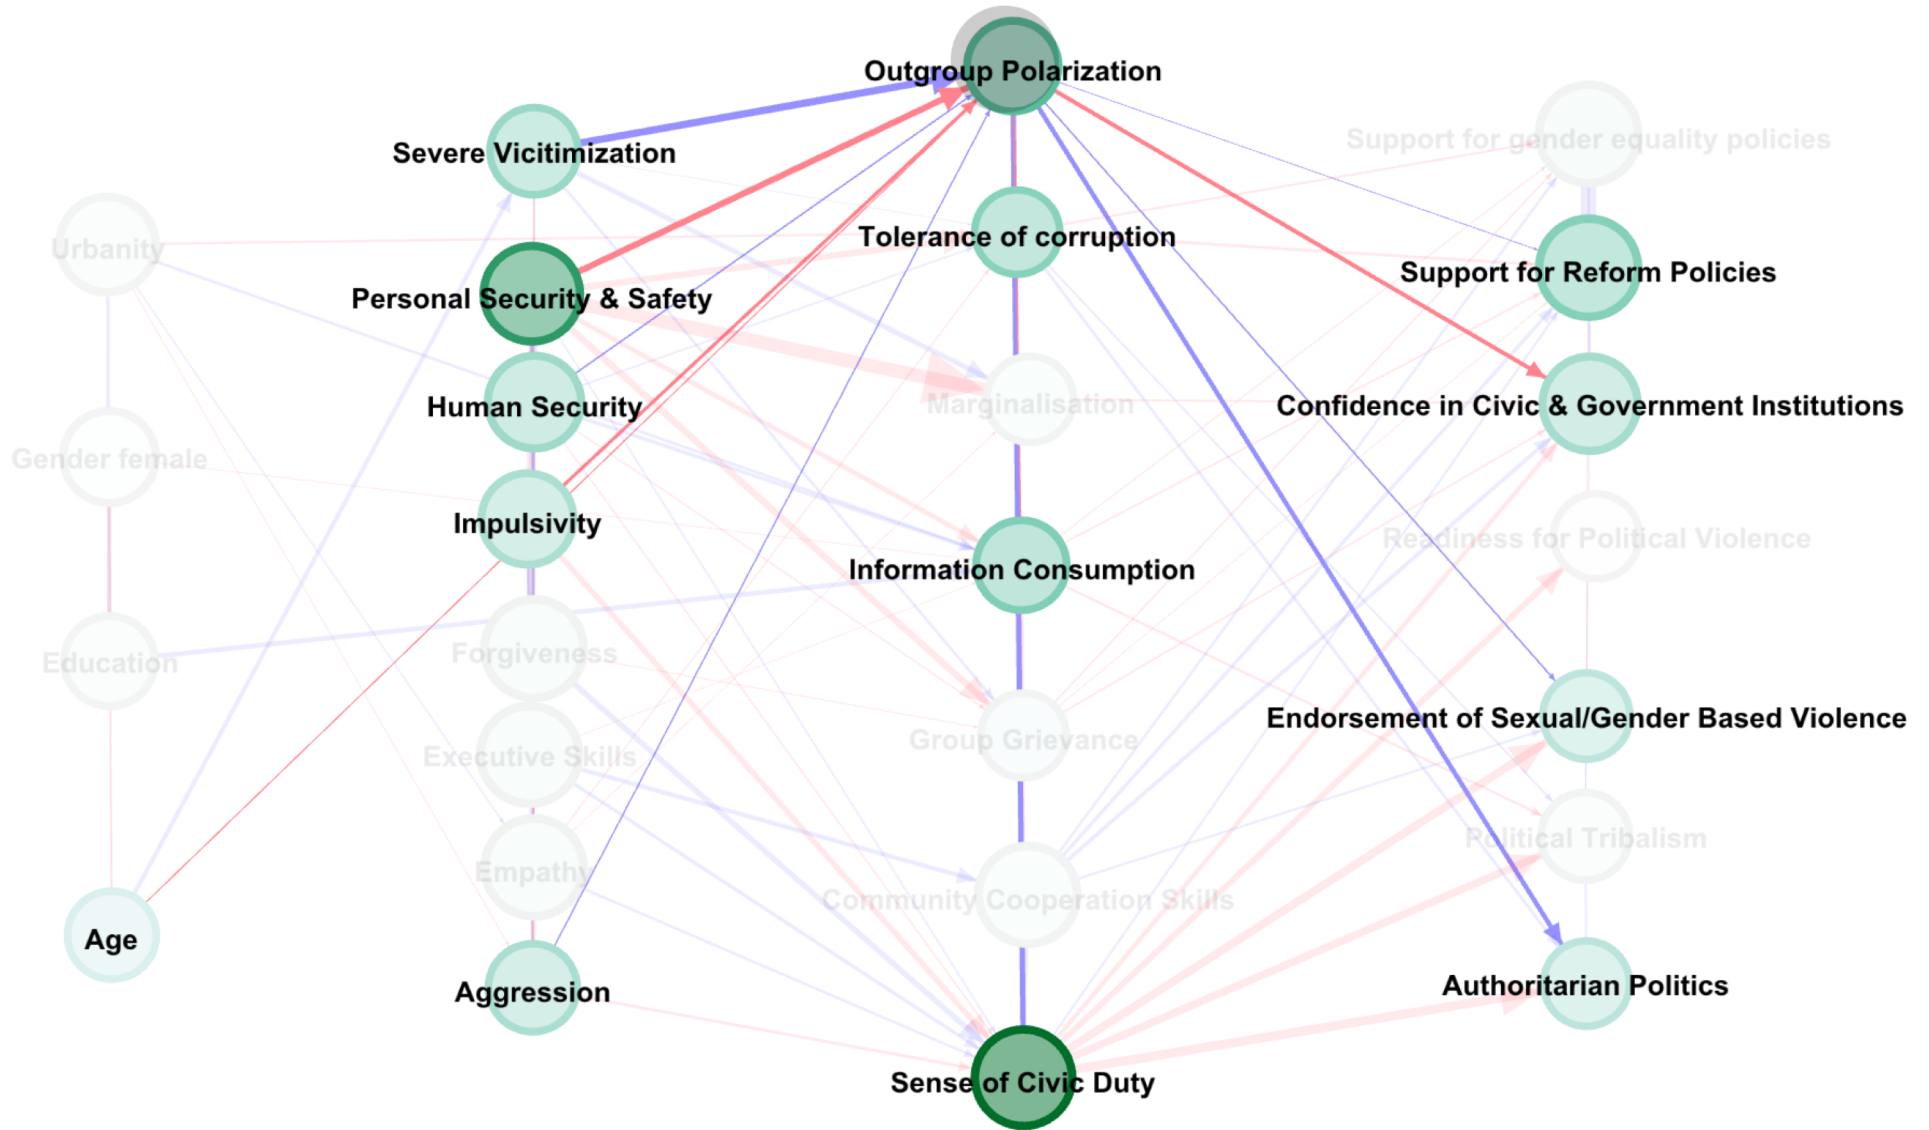 Outgroup Polarization
Support for gender equality policies
Severe Vicitimization
Tolerance of corruption
Urbanity
Support for Reform Policies
Personal Security & Safety
Human Security
Marginalisation
Confidence in Civic & Government Institutions
Gender female
Impulsivity
Readiness for Political Violence
Information Consumption
Forgiveness
Education
Endorsement of Sexual/Gender Based Violence
Group Grievance
Executive Skills
Political Tribalism
Empathy
Community Cooperation Skills
Age
Authoritarian Politics
Aggression
Sense of Civic Duty